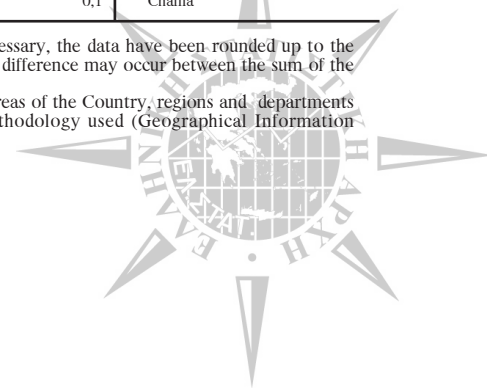 0,1 Chania
essary, the data have been rounded up to the
difference may occur between the sum of the
reas of the Country, regions and departments
thodology used (Geographical Information
ΕΛΛΗΝΙΚΗ ΣΤΑΤΙΣΤΙΚΗ ΑΡΧΗ
ΕΛΣΤΑΤ.